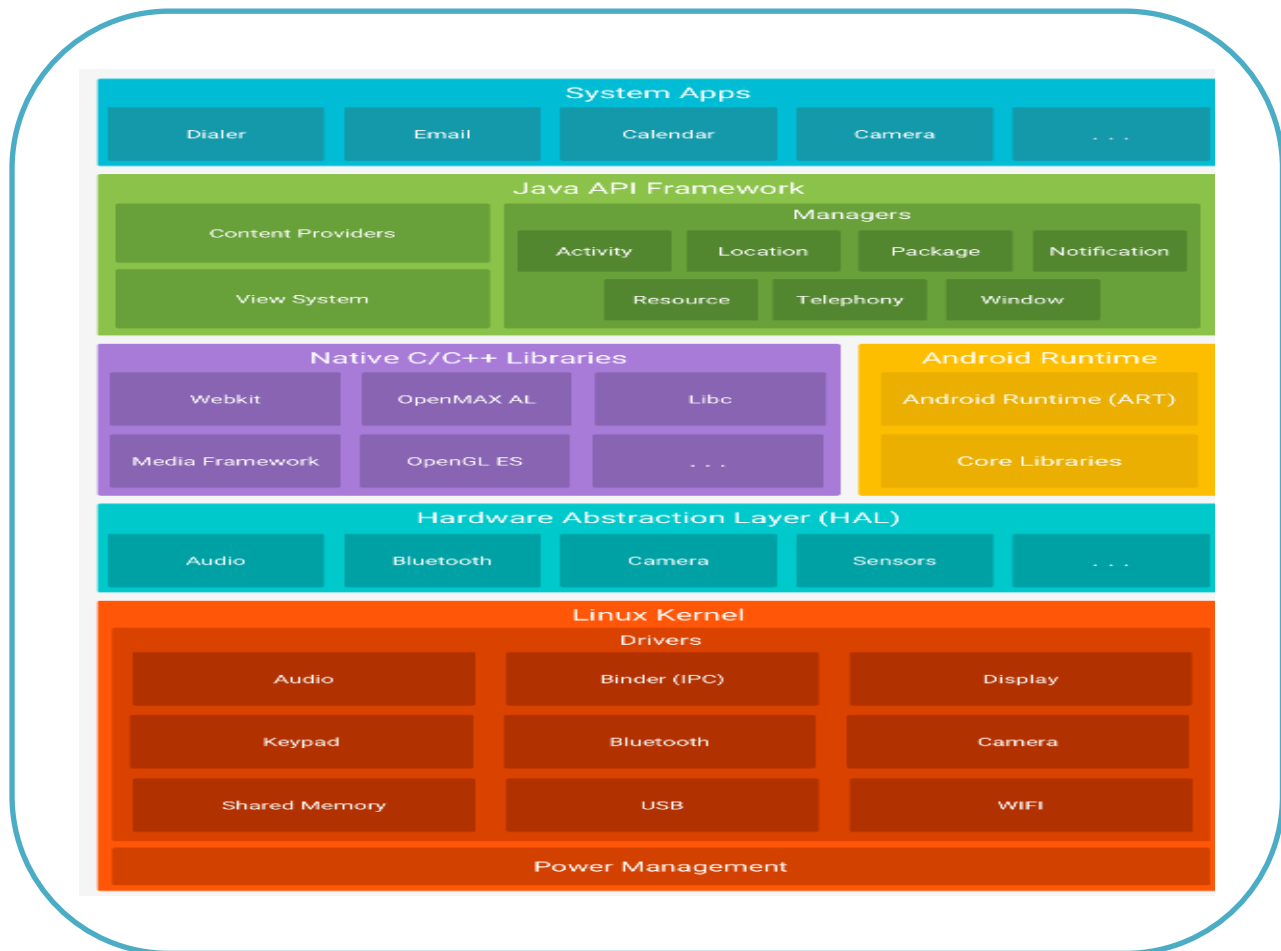 System Apps
Dialer Email Calendar Camera . . .
Java API Framework
Content Providers
View System
Managers
Activity Location Package Notification
Resource Telephony Window
Native C/C++ Libraries
Webkit OpenMAX AL Libc
Media Framework OpenGL ES . . .
Android Runtime
Android Runtime (ART)
Core Libraries
Hardware Abstraction Layer (HAL)
Audio Bluetooth Camera Sensors . . .
Linux Kernel
Drivers
Audio Binder (IPC) Display
Keypad Bluetooth Camera
Shared Memory USB WIFI
Power Management